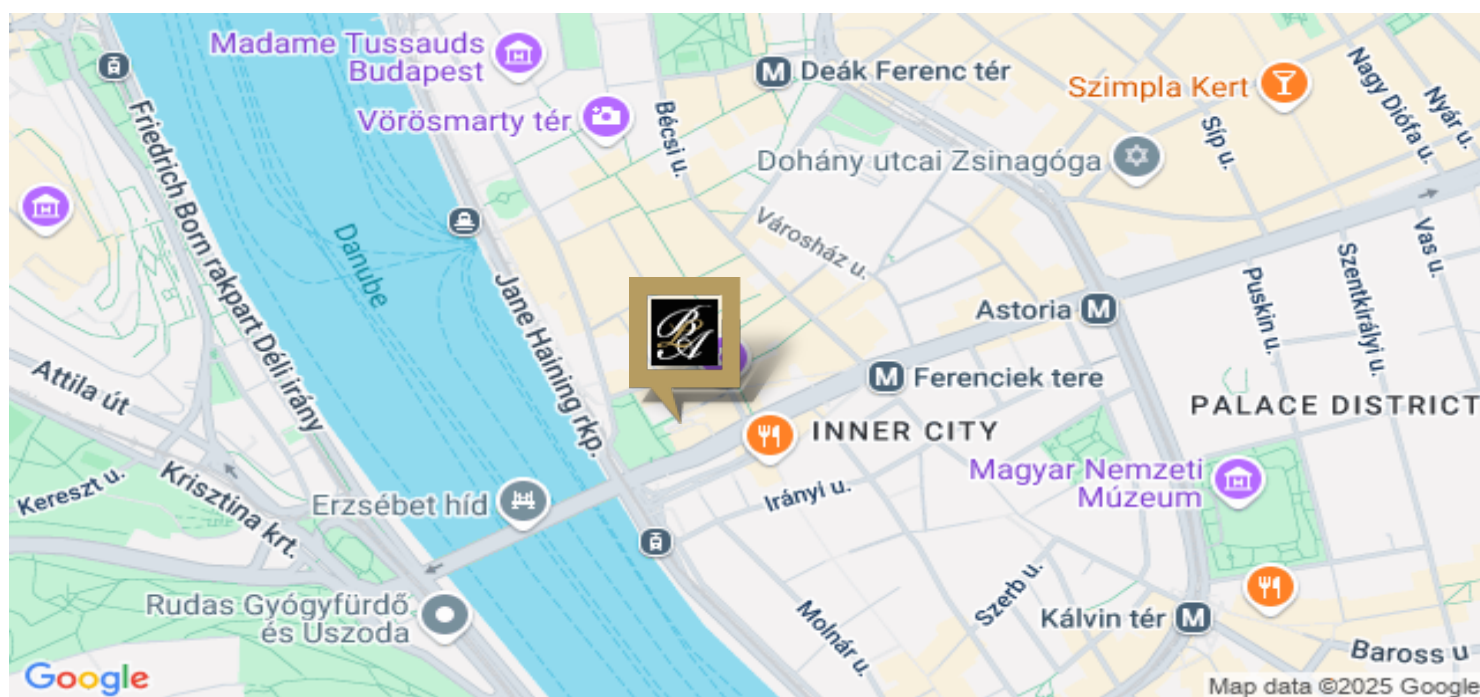 Madame Tussauds
Budapest
Deák Ferenc tér
Szimpla Kert
Nagy Diófa u.
Nyár u.
Vörösmarty tér
Bécsi u.
Síp u.
Dohány utcai Zsinagóga
Friedrich Born rakpart Déli irány
Danube
Városház u.
Vas u.
Szentkirályi u.
Puskin u.
Jane Haining rkp.
Astoria
BLA
Attila út
Ferenciek tere
PALACE DISTRICT
INNER CITY
Magyar Nemzeti
Múzeum
Kereszt u.
Krisztina krt.
Erzsébet híd
Irányi u.
Rudas Gyógyfürdő
és Uszoda
Molnár u.
Szerb u.
Kálvin tér
Baross u
Google
Map data ©2025 Google